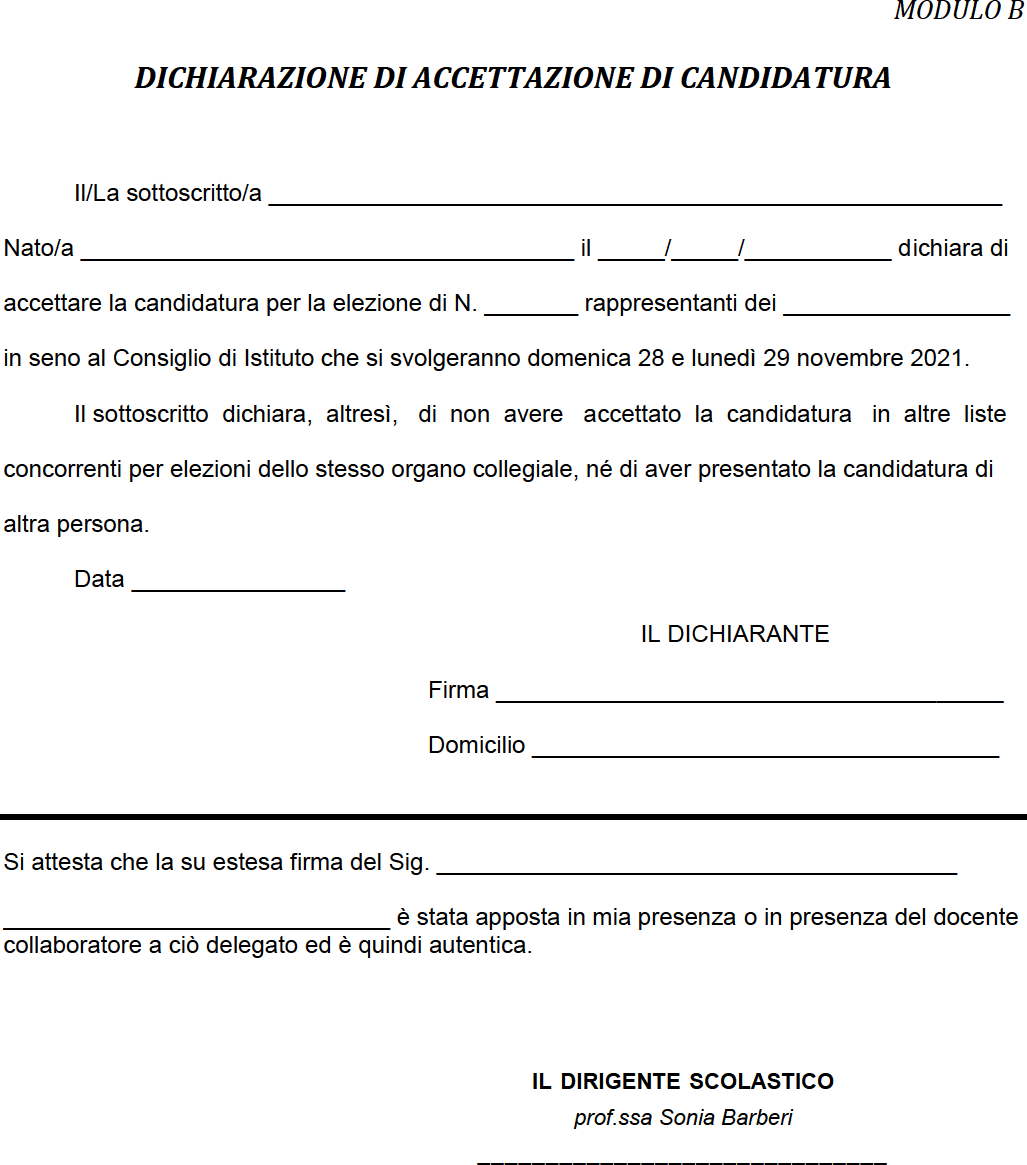 MODULO B
DICHIARAZIONE DI ACCETTAZIONE DI CANDIDATURA
Il/La sottoscritto/a ______________________________________________________
Nato/a ____________________________________ il _____/_____/___________ dichiara di
accettare la candidatura per la elezione di N. _______ rappresentanti dei _________________
in seno al Consiglio di Istituto che si svolgeranno domenica 28 e lunedì 29 novembre 2021.
Il sottoscritto dichiara, altresì, di non avere accettato la candidatura in altre liste
concorrenti per elezioni dello stesso organo collegiale, né di aver presentato la candidatura di
altra persona.
Data ________________
IL DICHIARANTE
Firma ______________________________________
Domicilio ___________________________________
Si attesta che la su estesa firma del Sig. _______________________________________
_____________________________ è stata apposta in mia presenza o in presenza del docente
collaboratore a ciò delegato ed è quindi autentica.
IL DIRIGENTE SCOLASTICO
prof.ssa Sonia Barberi
______________________________